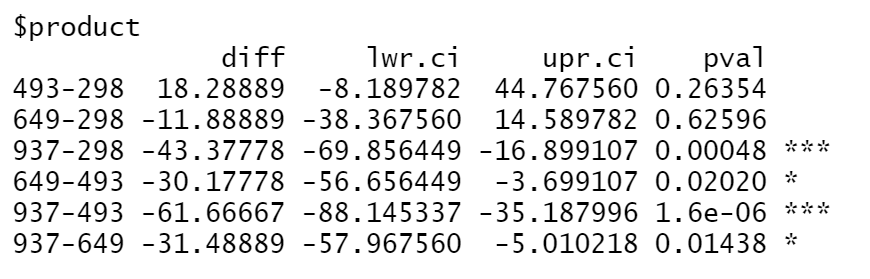 $product
diff lwr.ci upr.ci pval
493-298 18.28889 -8.189782 44.767560 0.26354
649-298 -11.88889 -38.367560 14.589782 0.62596
937-298 -43.37778 -69.856449 -16.899107 0.00048 ***
649-493 -30.17778 -56.656449 -3.699107 0.02020 *
937-493 -61.66667 -88.145337 -35.187996 1.6e-06 ***
937-649 -31.48889 -57.967560 -5.010218 0.01438 *